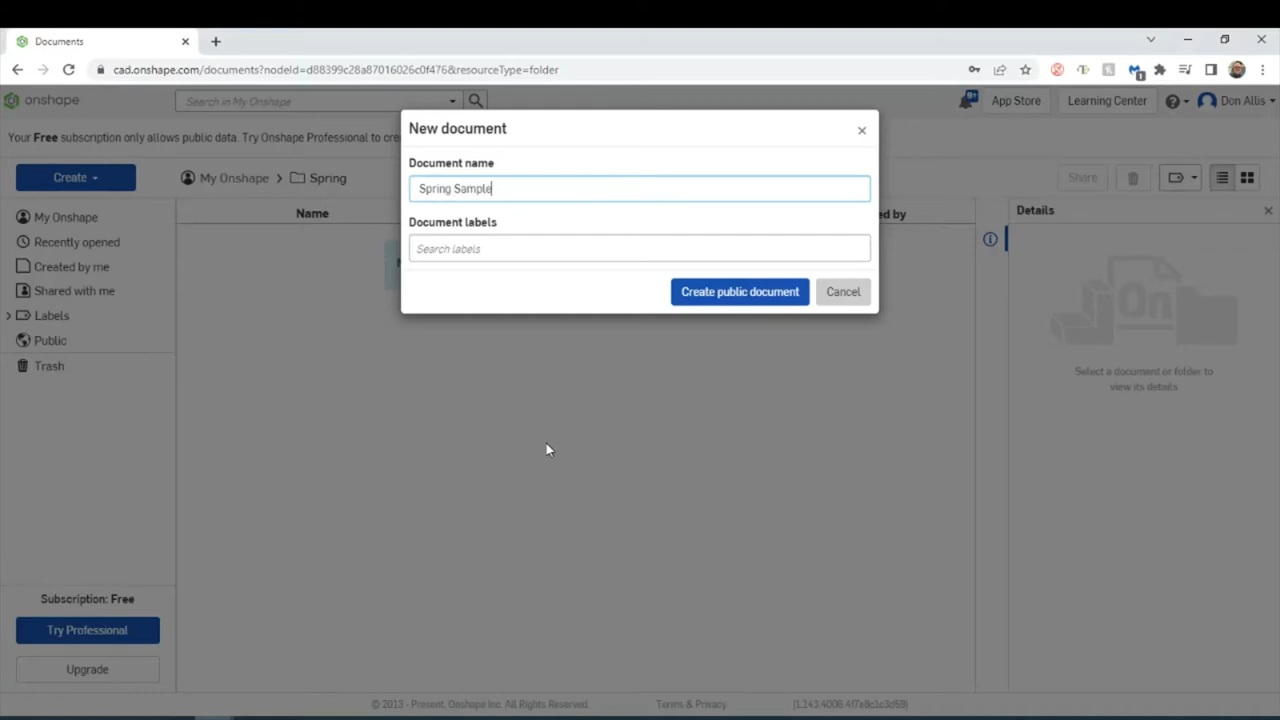 Documents
cad.onshape.com/documents?nodeId=d88399c28a87016026c0f476&resourceType=folder
onshape
Search in My Onshape
App Store
Learning Center
Don Allis
Your Free subscription only allows public data. Try Onshape Professional to cre
New document
Document name
Spring Sample
Document labels
Search labels
Create public document
Cancel
Create
My Onshape > Spring
Share
Name
ed by
Details
My Onshape
Recently opened
Created by me
Shared with me
Labels
Public
Trash
On
Select a document or folder to
view its details
Subscription: Free
Try Professional
Upgrade
© 2013 - Present, Onshape Inc. All Rights Reserved.
Terms & Privacy